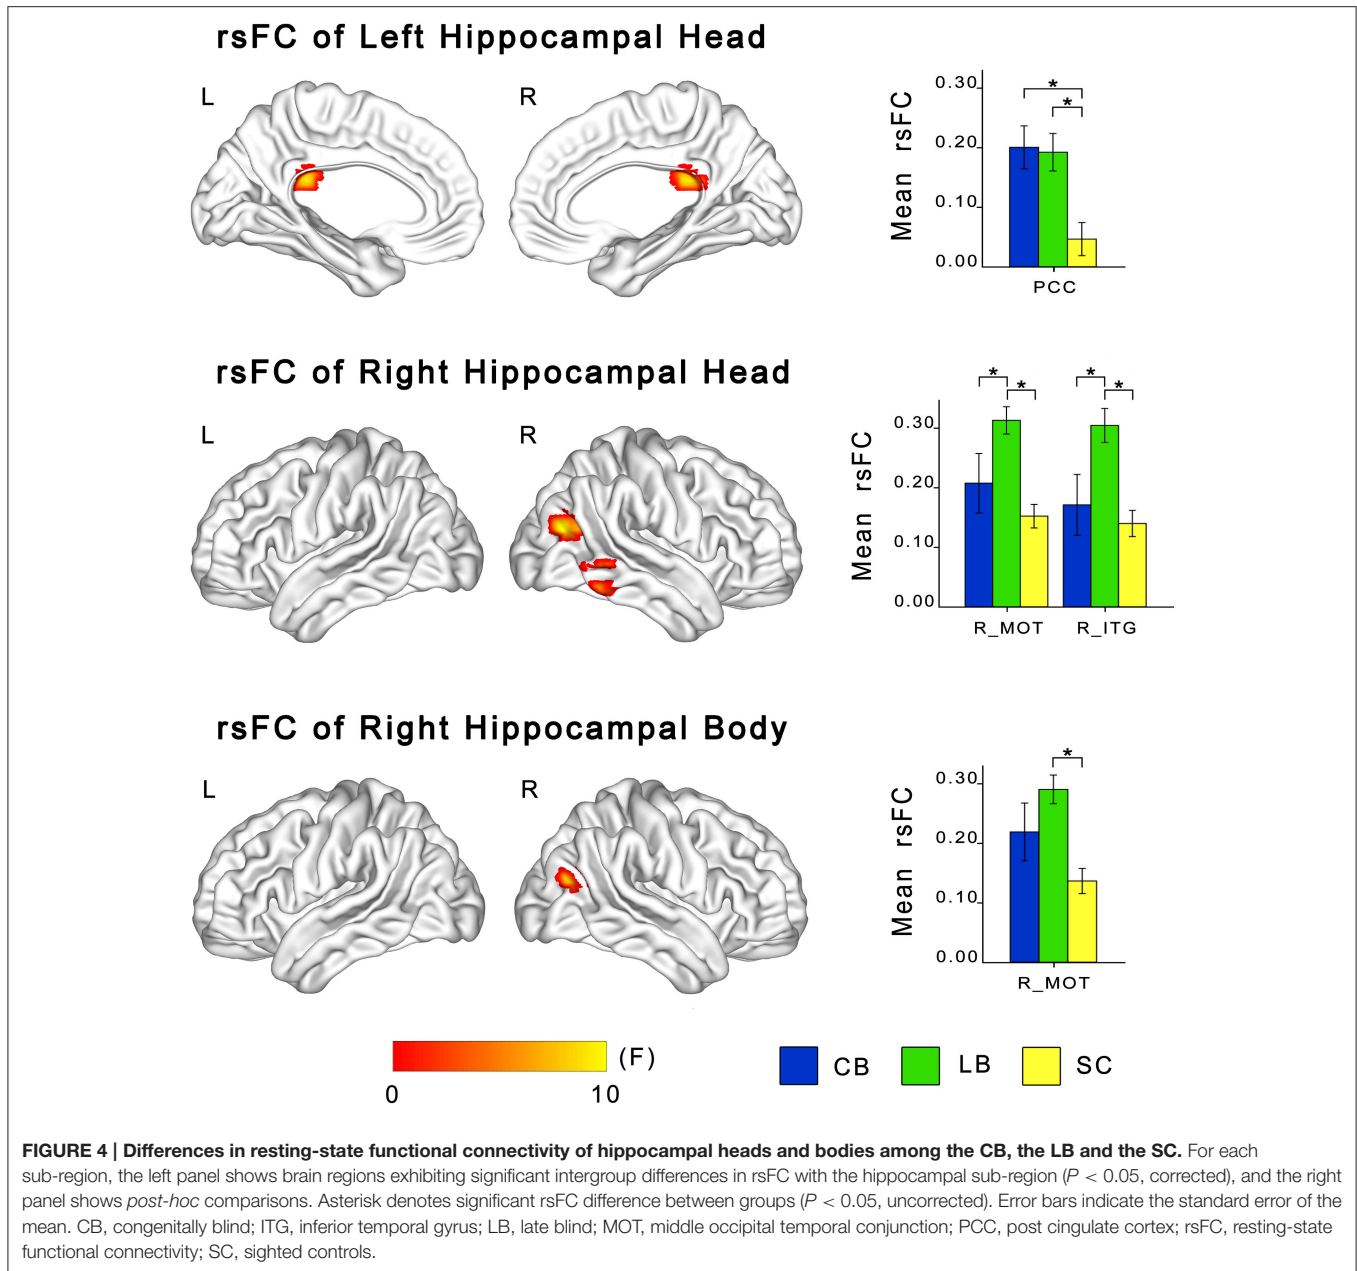 rsFC of Left Hippocampal Head
L
R
Mean rsFC
0.30
0.20
0.10
0.00
*
*
PCC
rsFC of Right Hippocampal Head
L
R
Mean rsFC
0.30
0.20
0.10
0.00
* * * *
R_MOT R_ITG
rsFC of Right Hippocampal Body
L
R
Mean rsFC
0.30
0.20
0.10
0.00
*
R_MOT
0 10 (F)
CB LB SC
FIGURE 4 | Differences in resting-state functional connectivity of hippocampal heads and bodies among the CB, the LB and the SC. For each
sub-region, the left panel shows brain regions exhibiting significant intergroup differences in rsFC with the hippocampal sub-region (P < 0.05, corrected), and the right
panel shows post-hoc comparisons. Asterisk denotes significant rsFC difference between groups (P < 0.05, uncorrected). Error bars indicate the standard error of the
mean. CB, congenitally blind; ITG, inferior temporal gyrus; LB, late blind; MOT, middle occipital temporal conjunction; PCC, post cingulate cortex; rsFC, resting-state
functional connectivity; SC, sighted controls.